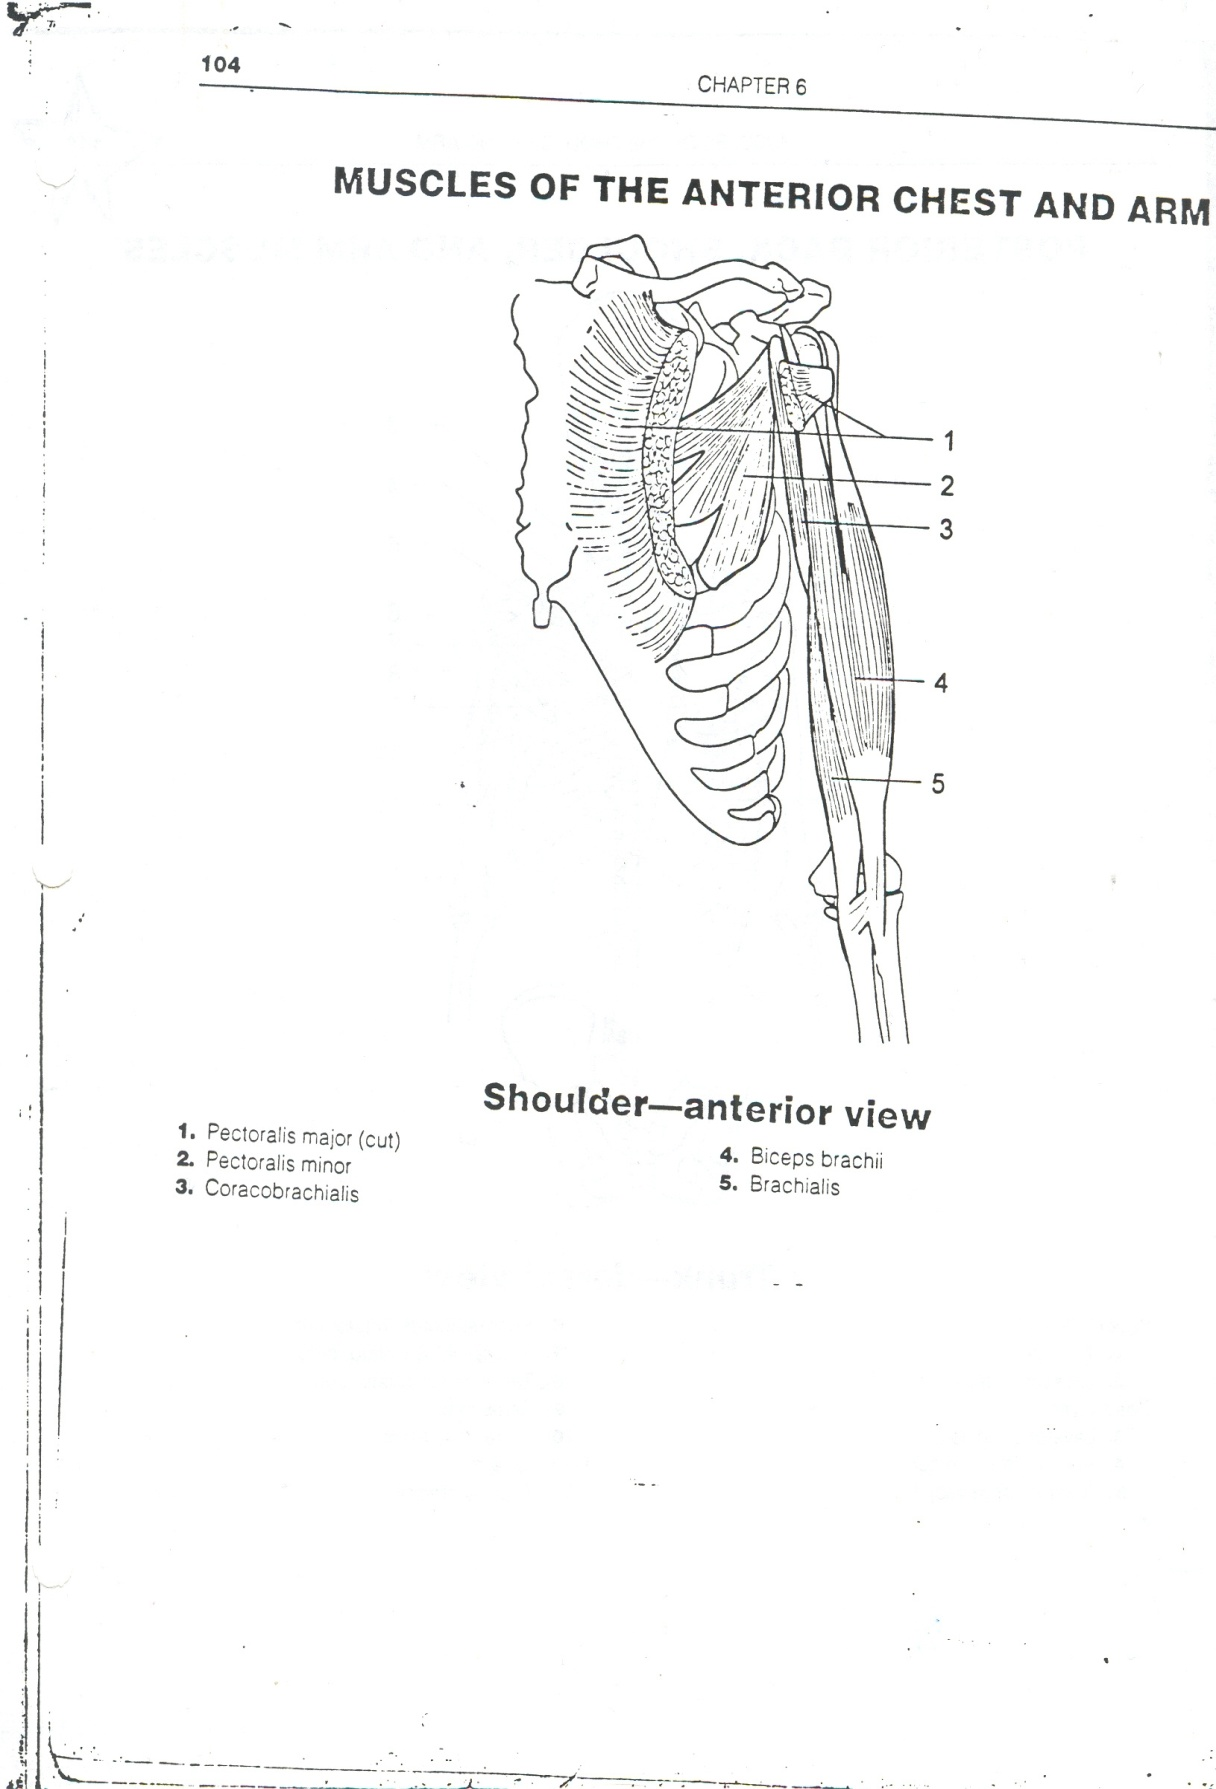 104
CHAPTER 6
MUSCLES OF THE ANTERIOR CHEST AND ARM
1
2
3
4
5
Shoulder—anterior view
1. Pectoralis major (cut)
2. Pectoralis minor
3. Coracobrachialis
4. Biceps brachii
5. Brachialis